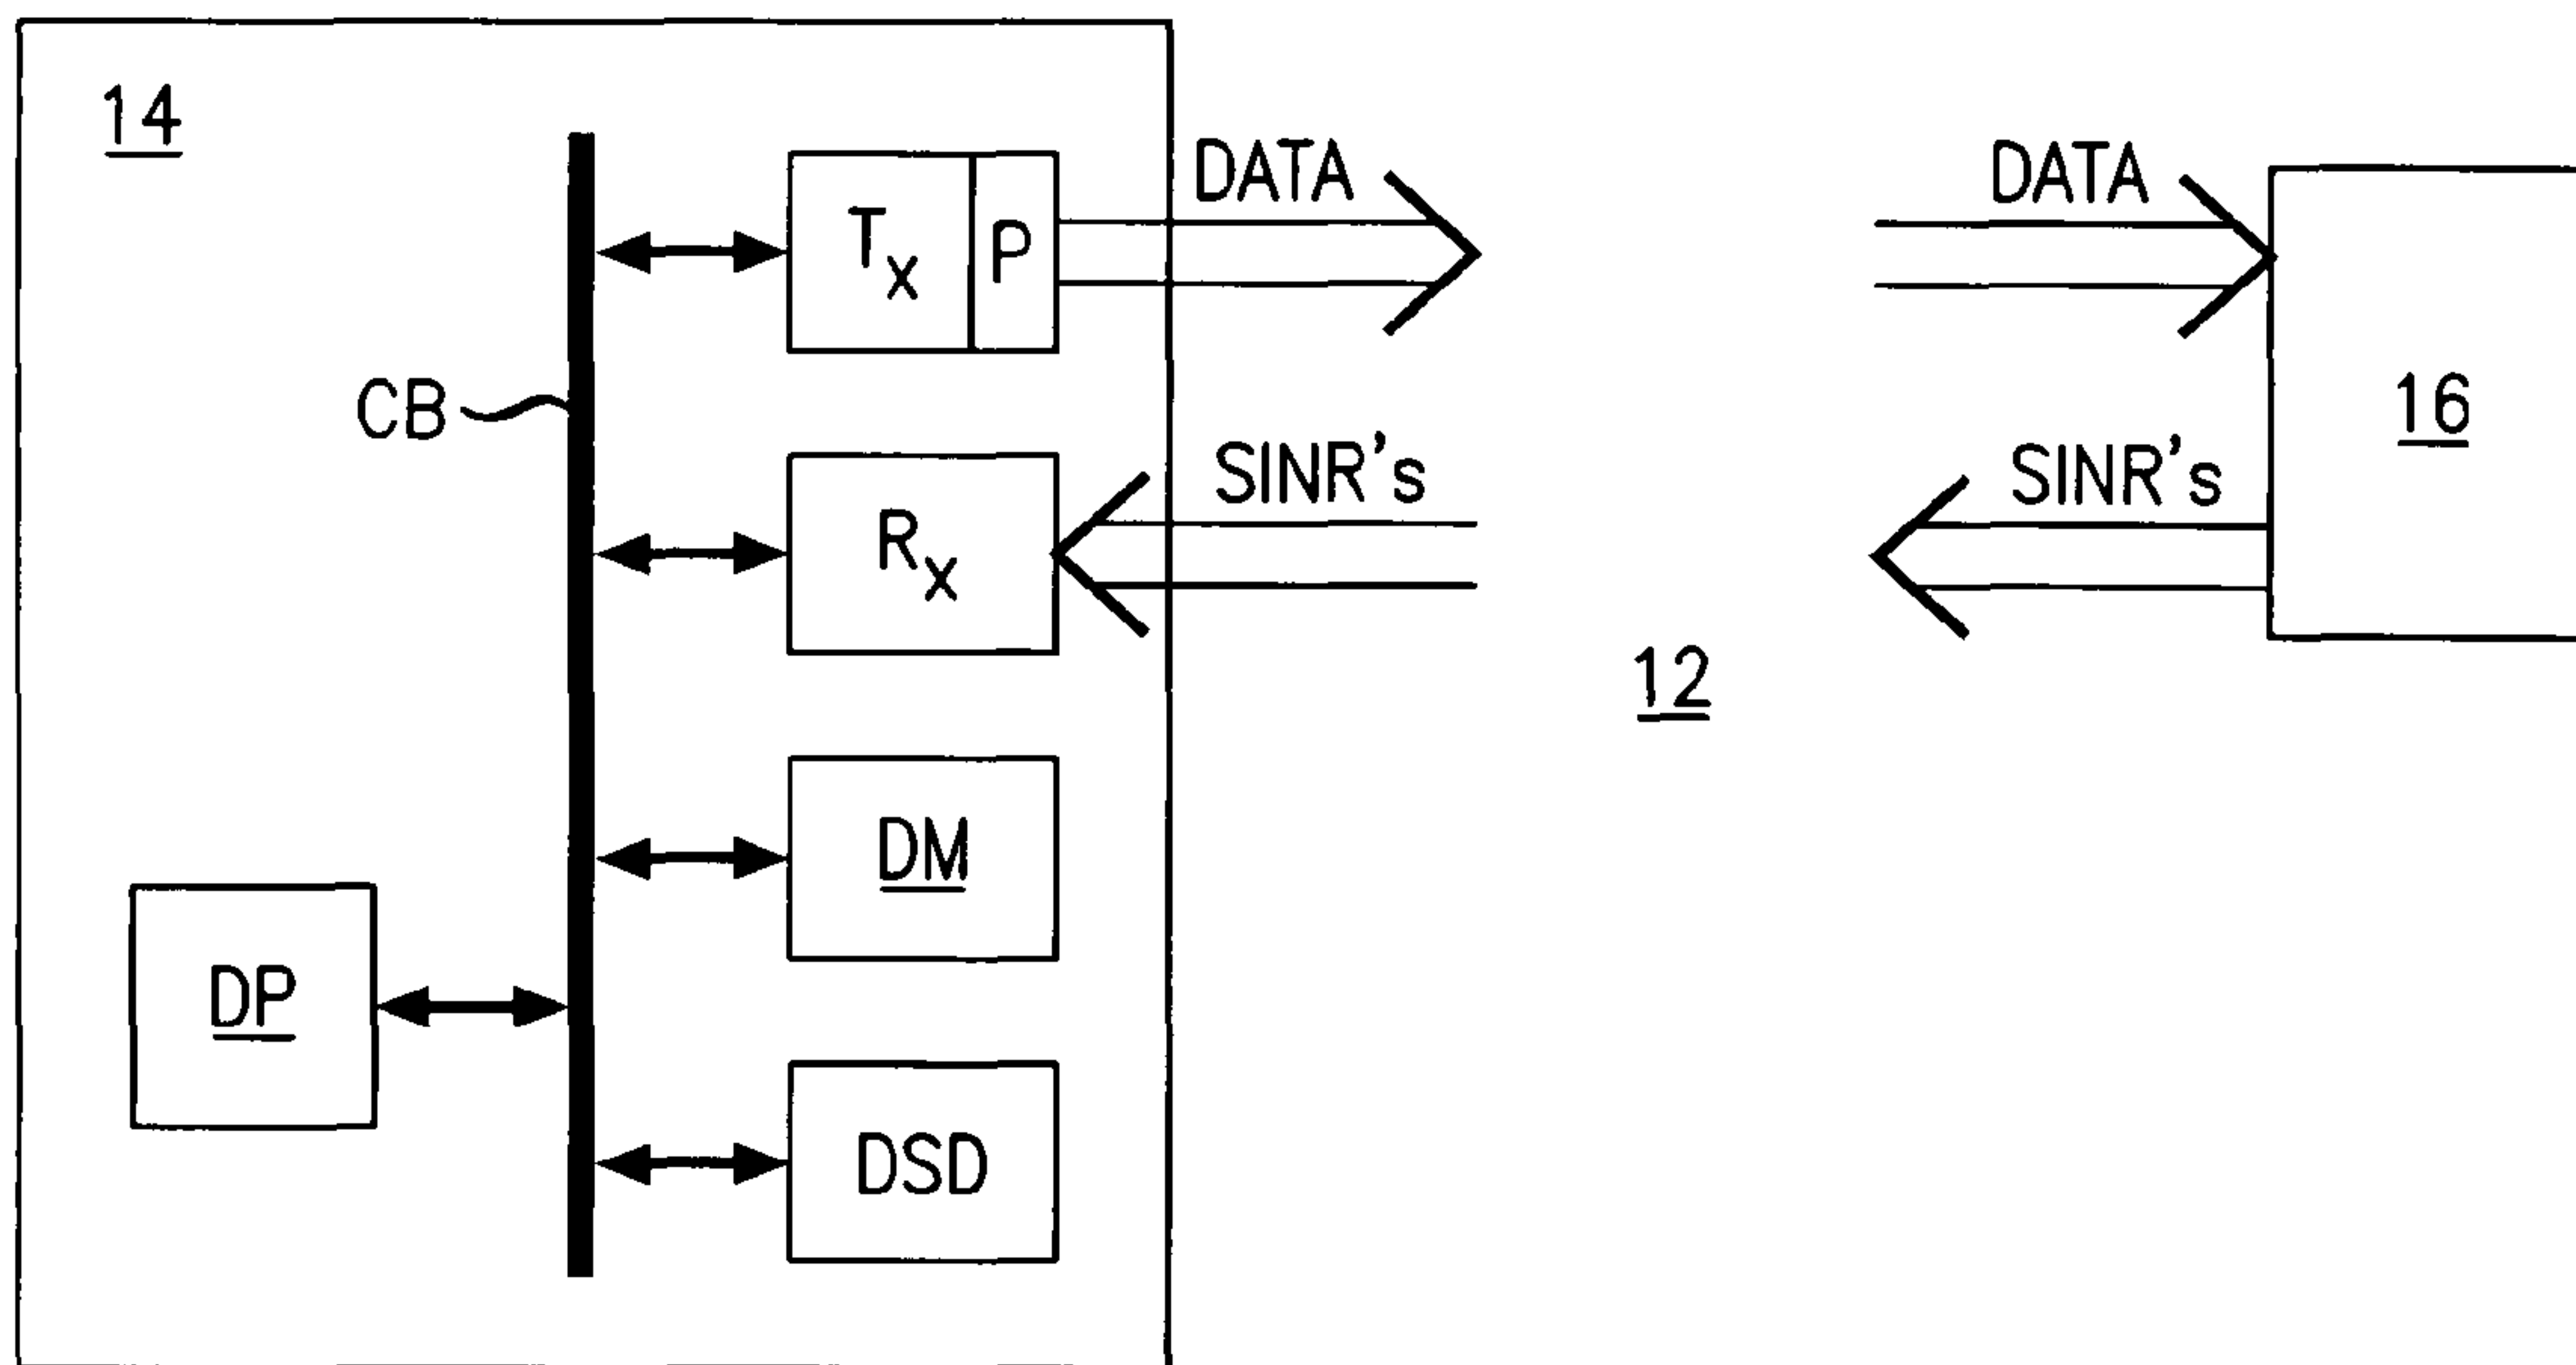 14
Tx
P
DATA
DATA
CB
16
Rx
SINR's
SINR's
12
DM
DP
DSD